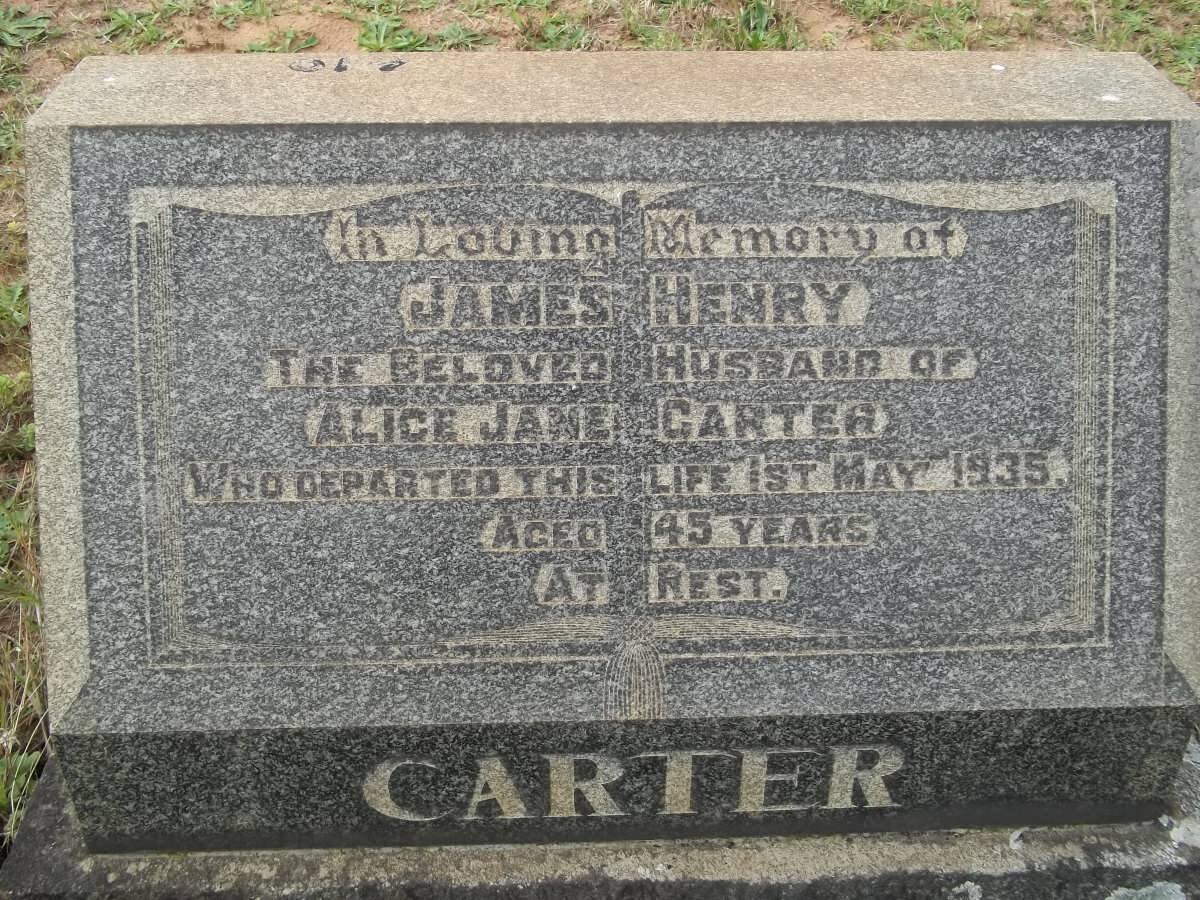 In Loving Memory of
JAMES HENRY
THE BELOVED HUSBAND OF
ALICE JANE CARTER
WHO DEPARTED THIS LIFE 1ST MAY 1935.
AGED 45 YEARS
AT REST.
CARTER